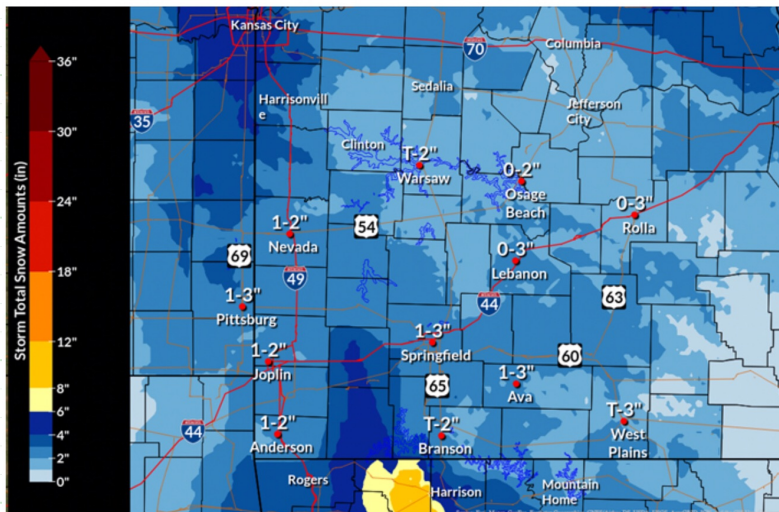 Storm Total Snow Amounts (in)
36"
30"
24"
18"
12"
8"
6"
4"
2"
0"
Kansas City
70
Columbia
35
Harrisonvill
e
Sedalia
Jefferson
City
Clinton
T-2"
Warsaw
0-2"
Osage
Beach
0-3"
Rolla
1-2"
Nevada
54
69
49
0-3"
Lebanon
44
63
1-3"
Pittsburg
1-3"
Springfield
1-2"
Joplin
60
65
1-3"
Ava
44
1-2"
Anderson
T-2"
Branson
T-3"
West
Plains
Rogers
Harrison
Mountain
Home